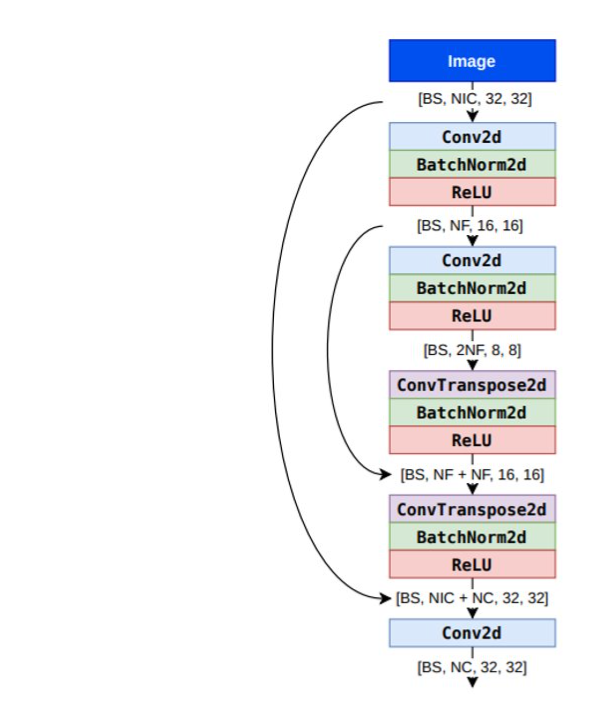 Image
[BS, NIC, 32, 32]
Conv2d
BatchNorm2d
ReLU
[BS, NF, 16, 16]
Conv2d
BatchNorm2d
ReLU
[BS, 2NF, 8, 8]
ConvTranspose2d
BatchNorm2d
ReLU
[BS, NF + NF, 16, 16]
ConvTranspose2d
BatchNorm2d
ReLU
[BS, NIC + NC, 32, 32]
Conv2d
[BS, NC, 32, 32]